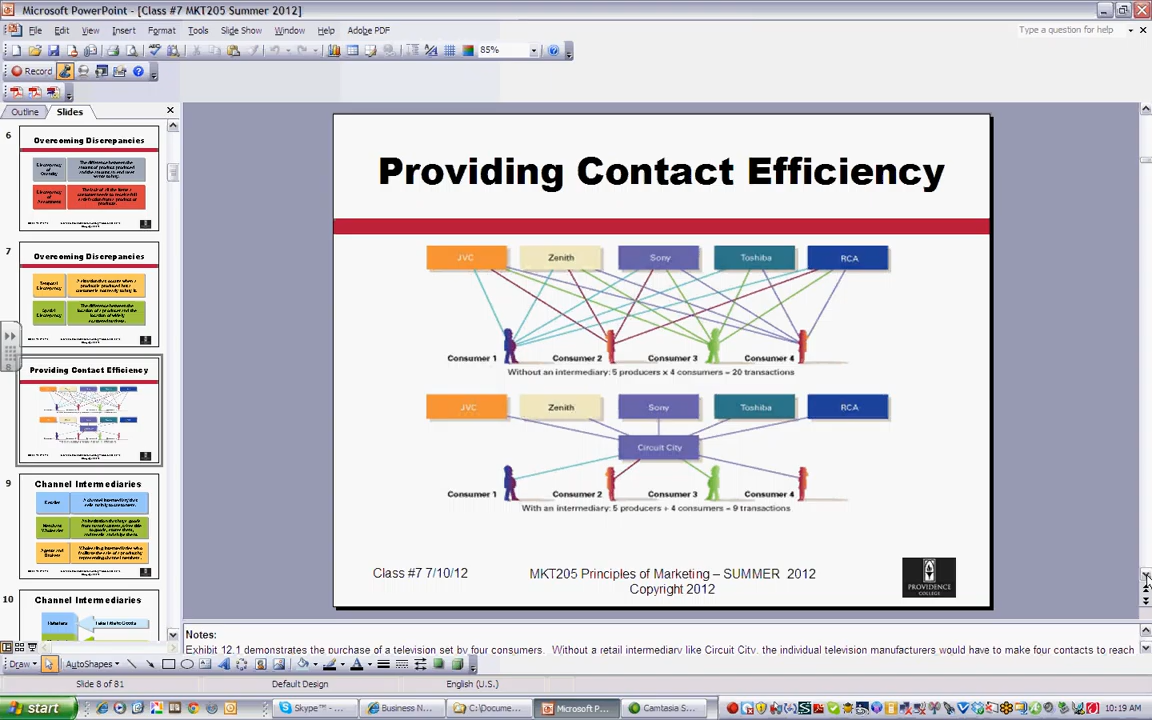 Microsoft PowerPoint - [Class #7 MKT205 Summer 2012]
File Edit View Insert Format Tools Slide Show Window Help Adobe PDF
Type a question for help
85%
Record
Outline Slides
6
Overcoming Discrepancies
7
Overcoming Discrepancies
8
Providing Contact Efficiency
9
Channel Intermediaries
10
Channel Intermediaries
Providing Contact Efficiency
JVC Zenith Sony Toshiba RCA
Consumer 1 Consumer 2 Consumer 3 Consumer 4
Without an intermediary: 5 producers x 4 consumers = 20 transactions
JVC Zenith Sony Toshiba RCA
Circuit City
Consumer 1 Consumer 2 Consumer 3 Consumer 4
With an intermediary: 5 producers + 4 consumers = 9 transactions
Class #7 7/10/12
MKT205 Principles of Marketing – SUMMER 2012
Copyright 2012
PROVIDENCE
COLLEGE
Notes:
Exhibit 12.1 demonstrates the purchase of a television set by four consumers. Without a retail intermediary like Circuit City, the individual television manufacturers would have to make four contacts to reach
Draw AutoShapes
Slide 8 of 81 Default Design English (U.S.)
start Skype™ - ... Business N... C:\Docume... Microsoft P... Camtasia S... 10:19 AM